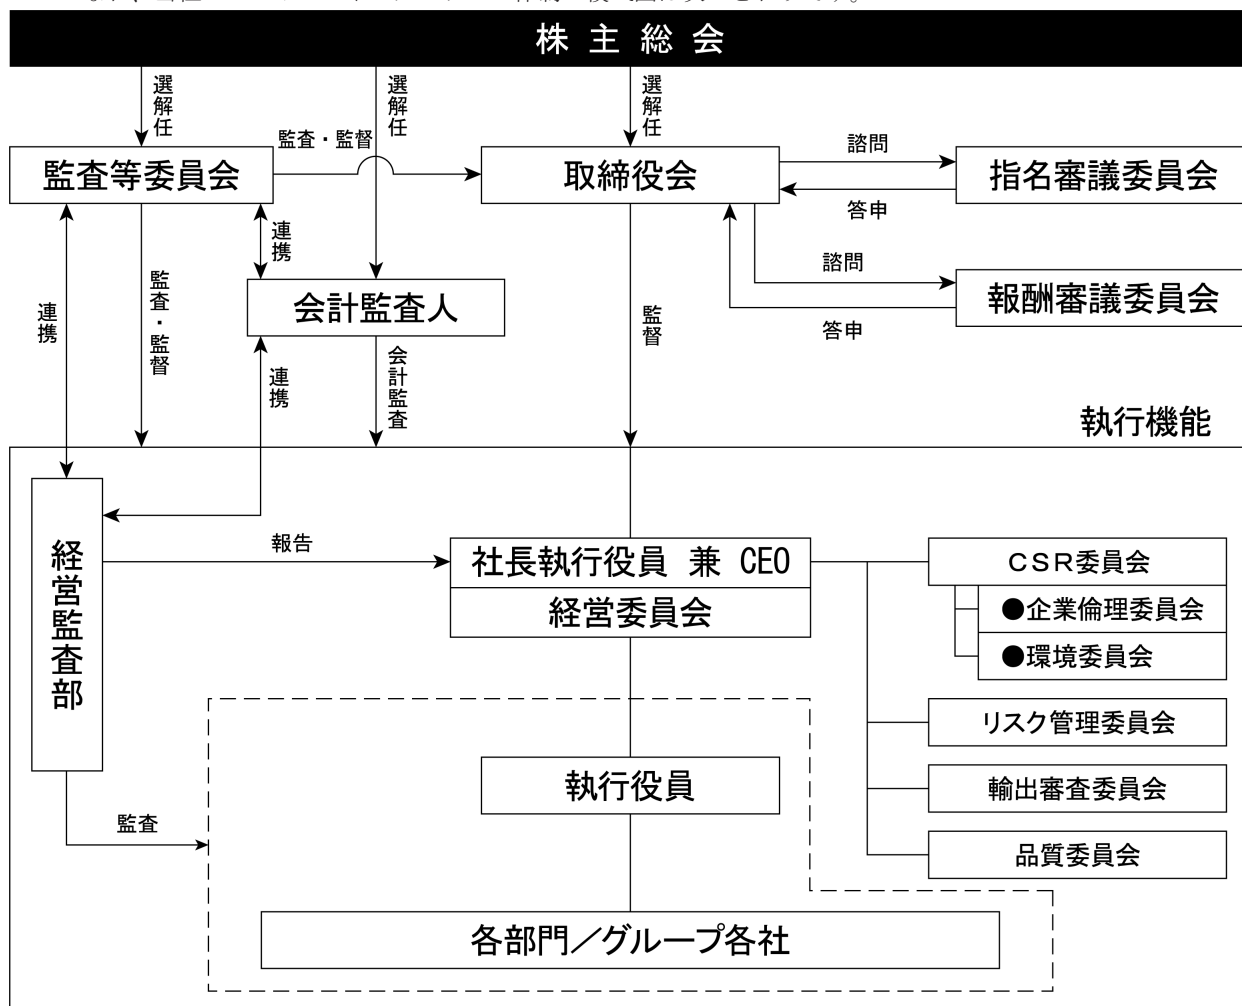 株主総会
選解任
選解任
選解任
監査・監督
監査等委員会
取締役会
諮問
指名審議委員会
答申
連携
諮問
報酬審議委員会
答申
会計監査人
連携
監査・監督
監督
連携
会計監査
執行機能
経営監査部
報告
社長執行役員 兼 CEO
経営委員会
CSR委員会
●企業倫理委員会
●環境委員会
リスク管理委員会
執行役員
輸出審査委員会
監査
品質委員会
各部門／グループ各社